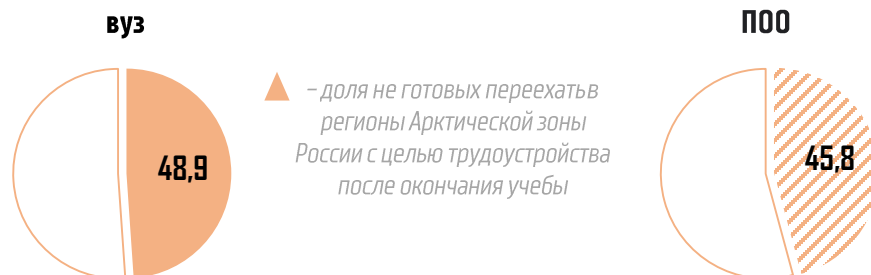 вуз
ПОО
– доля не готовых переехать в
регионы Арктической зоны
России с целью трудоустройства
после окончания учебы
48,9
45,8